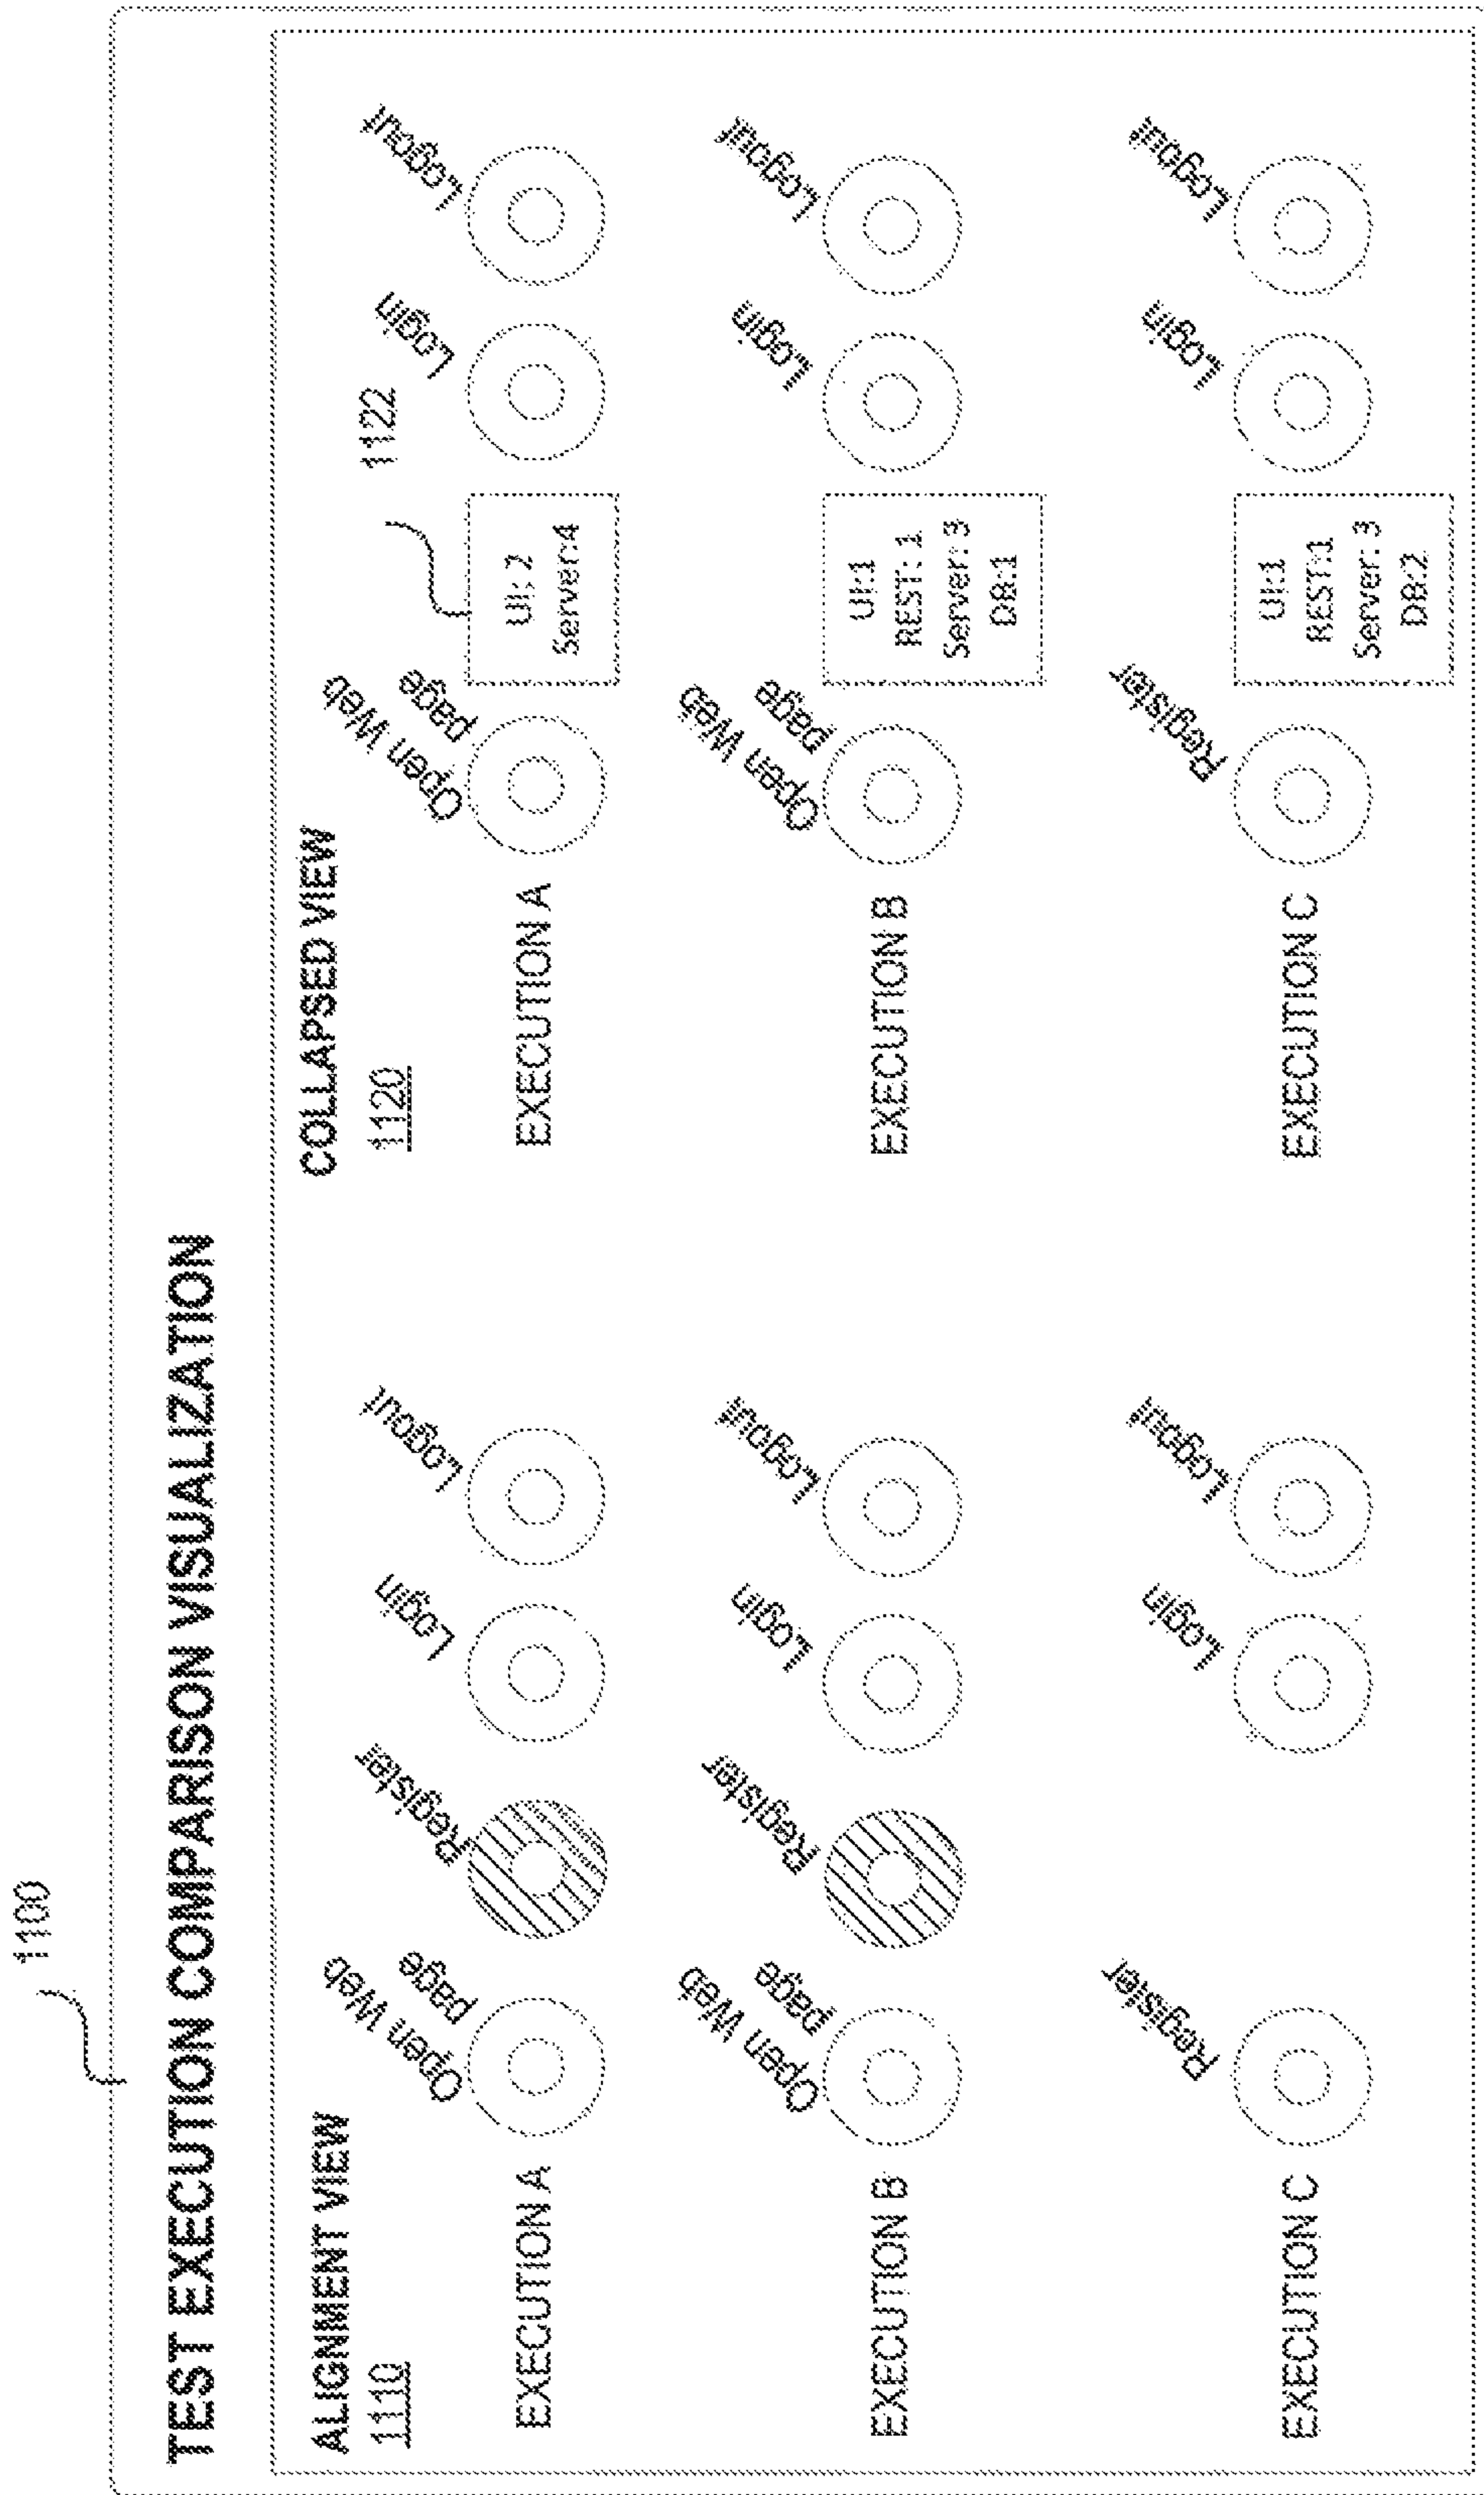 1100
TEST EXECUTION COMPARISON VISUALIZATION
ALIGNMENT VIEW
1110
EXECUTION A
Open Web
page
Register
Login
Logout
EXECUTION B
Open Web
page
Register
Login
Logout
EXECUTION C
Register
Login
Logout
COLLAPSED VIEW
1120
1122
EXECUTION A
Open Web
page
UI: 2
Server:4
Login
Logout
EXECUTION B
Open Web
page
UI:1
REST: 1
Server: 3
DB:1
Login
Logout
EXECUTION C
Register
UI:1
REST:1
Server: 3
DB:2
Login
Logout